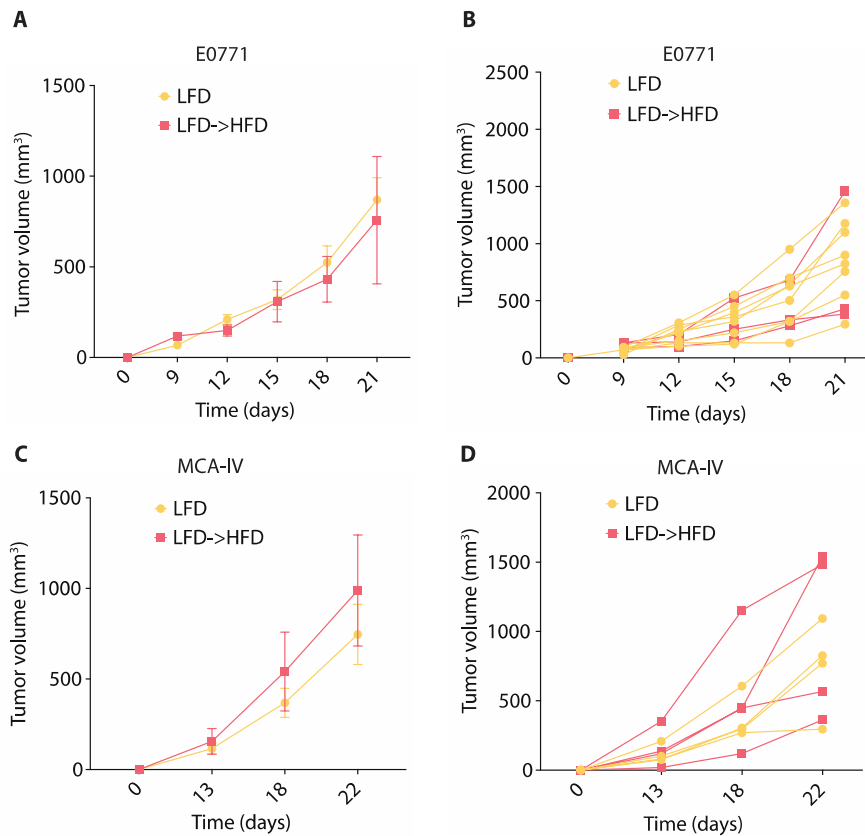 A
E0771
1500
1000
500
0
Tumor volume (mm³)
LFD
LFD->HFD
0 9 12 15 18 21
Time (days)
B
E0771
2500
2000
1500
1000
500
0
Tumor volume (mm³)
LFD
LFD->HFD
0 9 12 15 18 21
Time (days)
C
MCA-IV
1500
1000
500
0
Tumor volume (mm³)
LFD
LFD->HFD
0 13 18 22
Time (days)
D
MCA-IV
2000
1500
1000
500
0
Tumor volume (mm³)
LFD
LFD->HFD
0 13 18 22
Time (days)